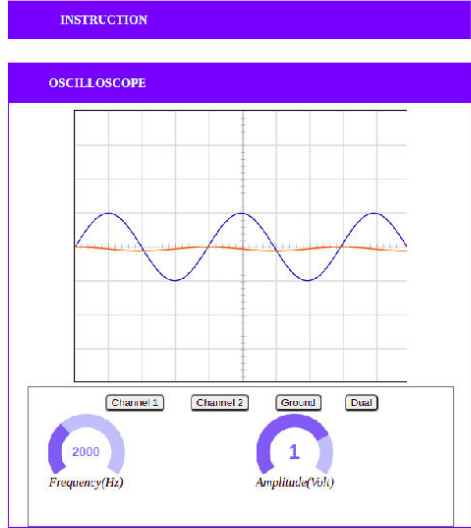 INSTRUCTION
OSCILLOSCOPE
Channel 1 Channel 2 Ground Dual
2000 1
Frequency(Hz) Amplitude(Volt)